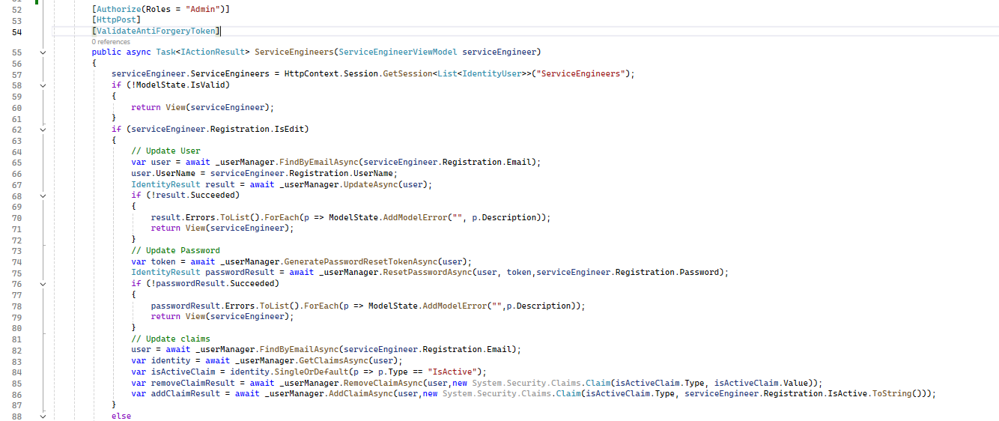 52 [Authorize(Roles = "Admin")]
53 [HttpPost]
54 [ValidateAntiForgeryToken]
0 references
55 public async Task<IActionResult> ServiceEngineers(ServiceEngineerViewModel serviceEngineer)
56 {
57 serviceEngineer.ServiceEngineers = HttpContext.Session.GetSession<List<IdentityUser>>("ServiceEngineers");
58 if (!ModelState.IsValid)
59 {
60 return View(serviceEngineer);
61 }
62 if (serviceEngineer.Registration.IsEdit)
63 {
64 // Update User
65 var user = await _userManager.FindByEmailAsync(serviceEngineer.Registration.Email);
66 user.UserName = serviceEngineer.Registration.UserName;
67 IdentityResult result = await _userManager.UpdateAsync(user);
68 if (!result.Succeeded)
69 {
70 result.Errors.ToList().ForEach(p => ModelState.AddModelError("", p.Description));
71 return View(serviceEngineer);
72 }
73 // Update Password
74 var token = await _userManager.GeneratePasswordResetTokenAsync(user);
75 IdentityResult passwordResult = await _userManager.ResetPasswordAsync(user, token,serviceEngineer.Registration.Password);
76 if (!passwordResult.Succeeded)
77 {
78 passwordResult.Errors.ToList().ForEach(p => ModelState.AddModelError("",p.Description));
79 return View(serviceEngineer);
80 }
81 // Update claims
82 user = await _userManager.FindByEmailAsync(serviceEngineer.Registration.Email);
83 var identity = await _userManager.GetClaimsAsync(user);
84 var isActiveClaim = identity.SingleOrDefault(p => p.Type == "IsActive");
85 var removeClaimResult = await _userManager.RemoveClaimAsync(user,new System.Security.Claims.Claim(isActiveClaim.Type, isActiveClaim.Value));
86 var addClaimResult = await _userManager.AddClaimAsync(user,new System.Security.Claims.Claim(isActiveClaim.Type, serviceEngineer.Registration.IsActive.ToString()));
87 }
88 else